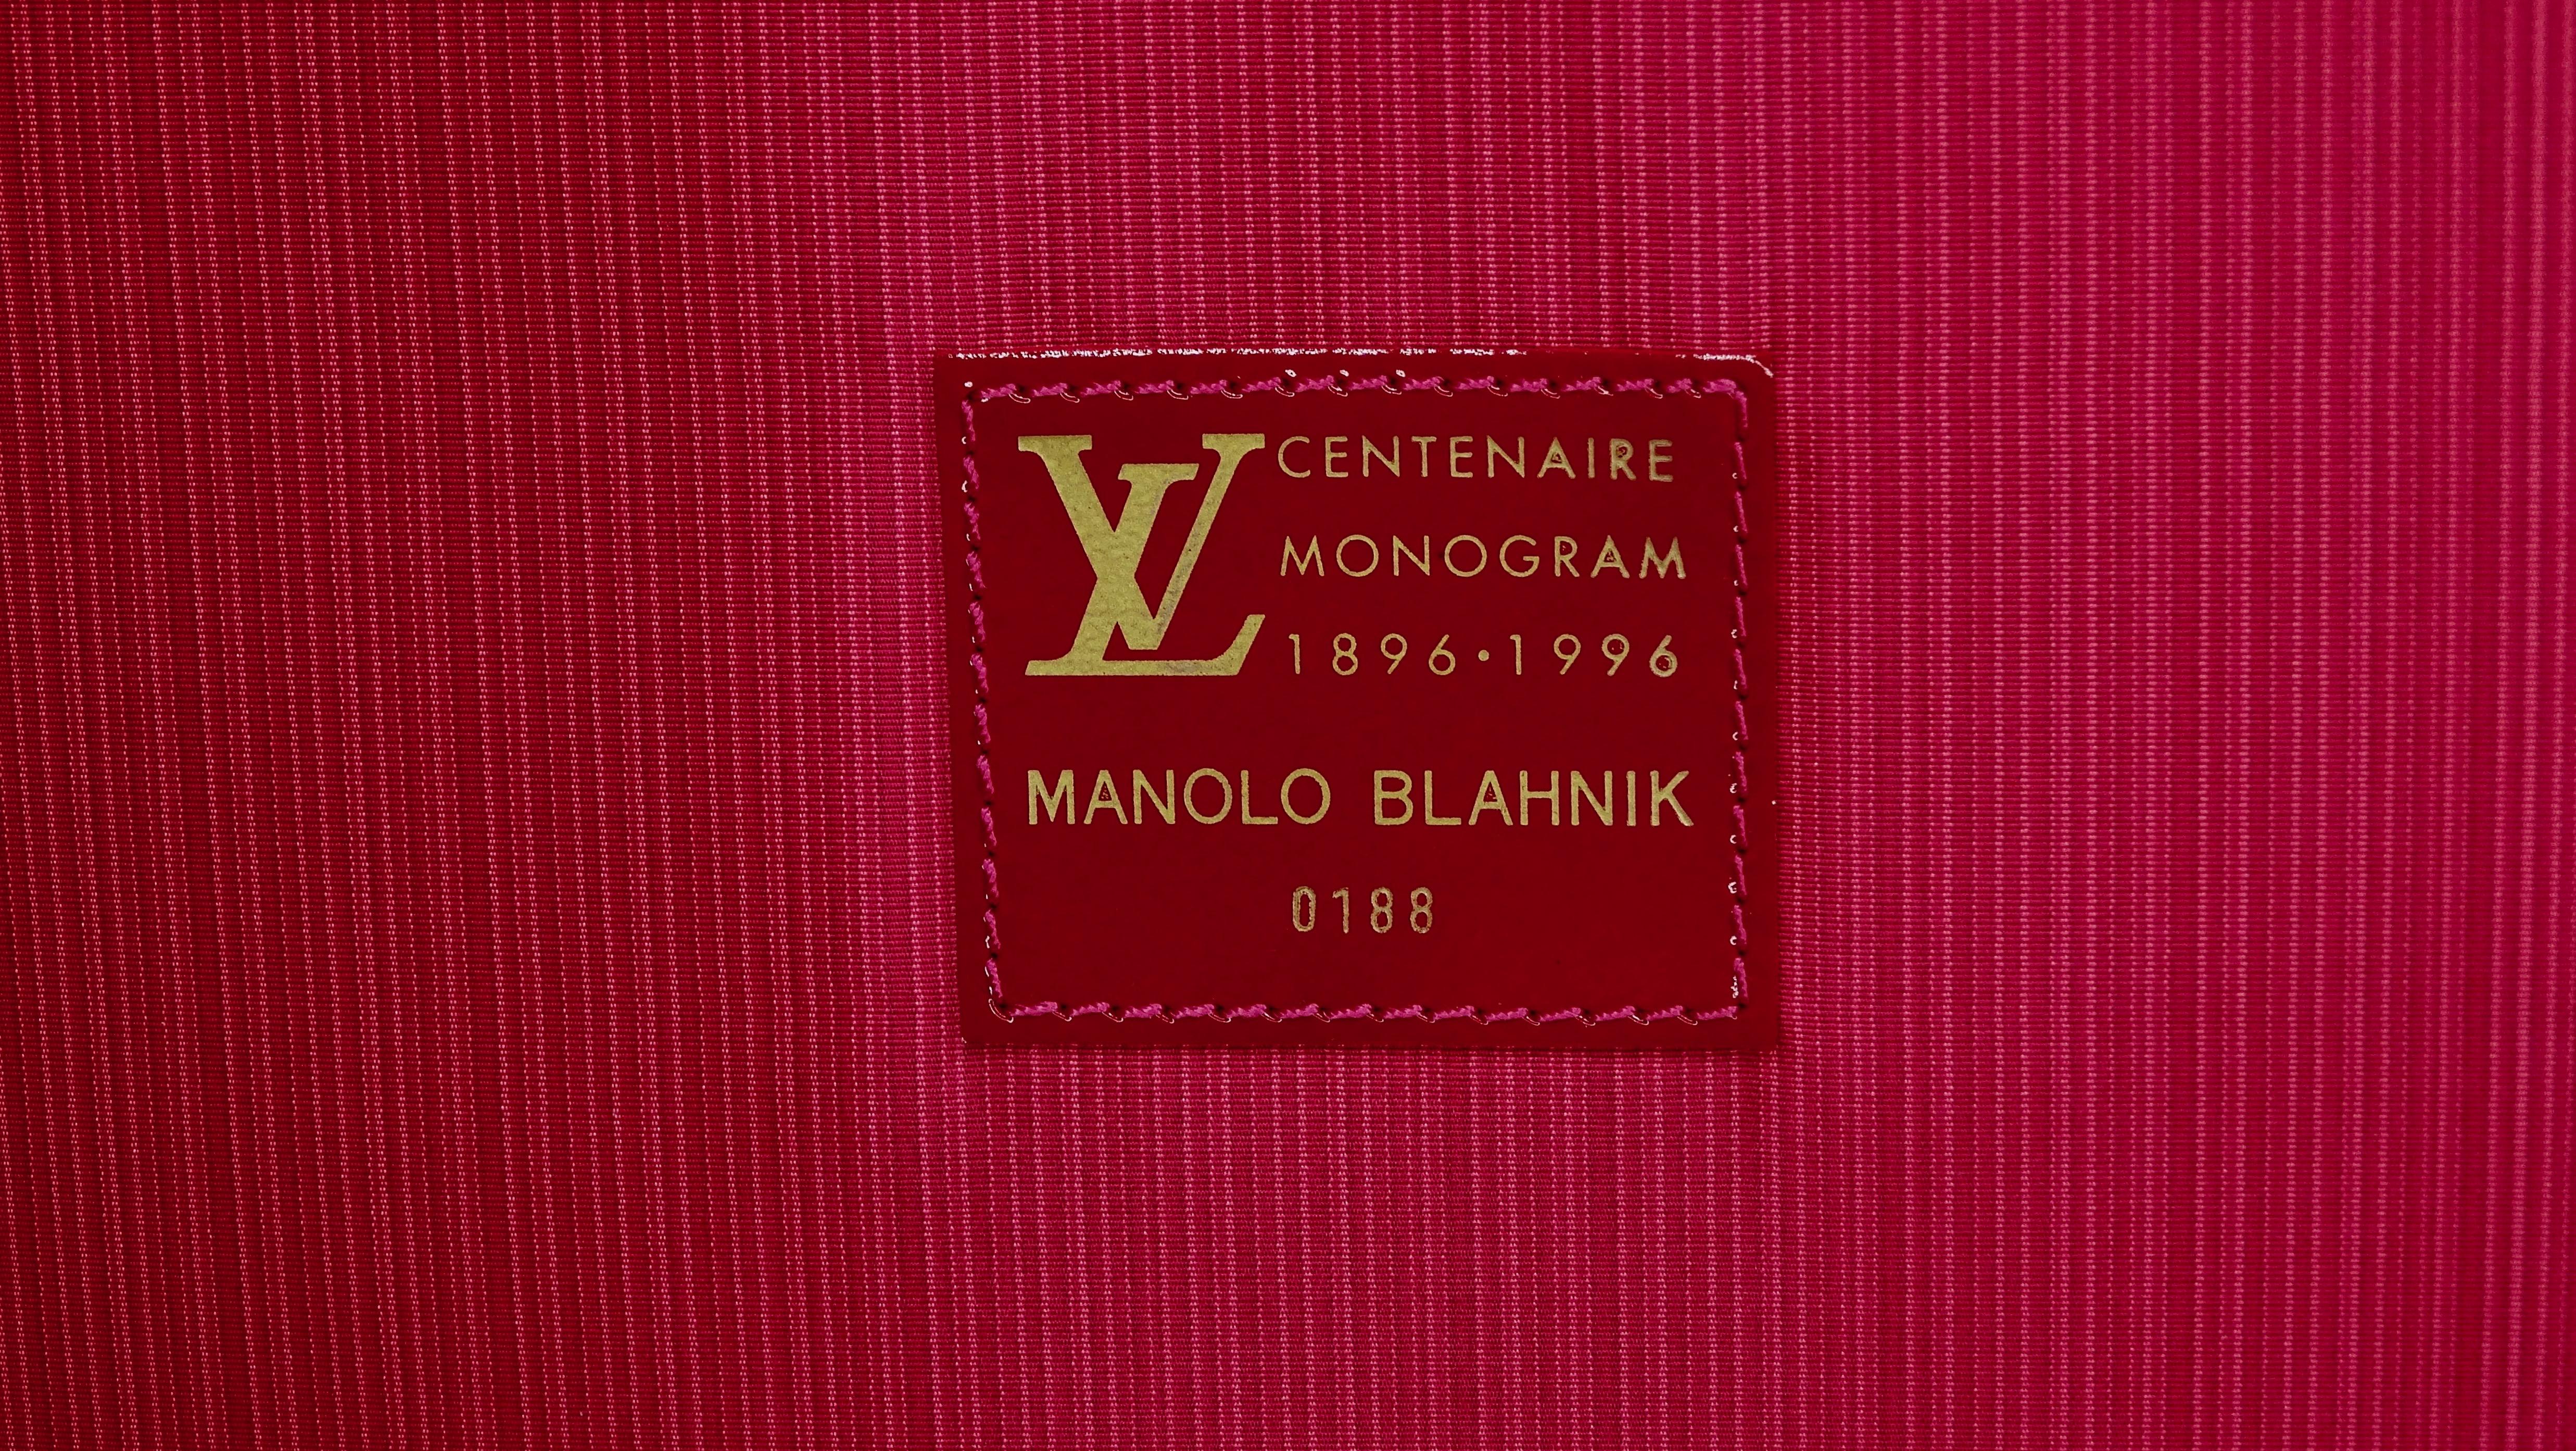 LV
CENTENAIRE
MONOGRAM
1896·1996
MANOLO BLAHNIK
0188